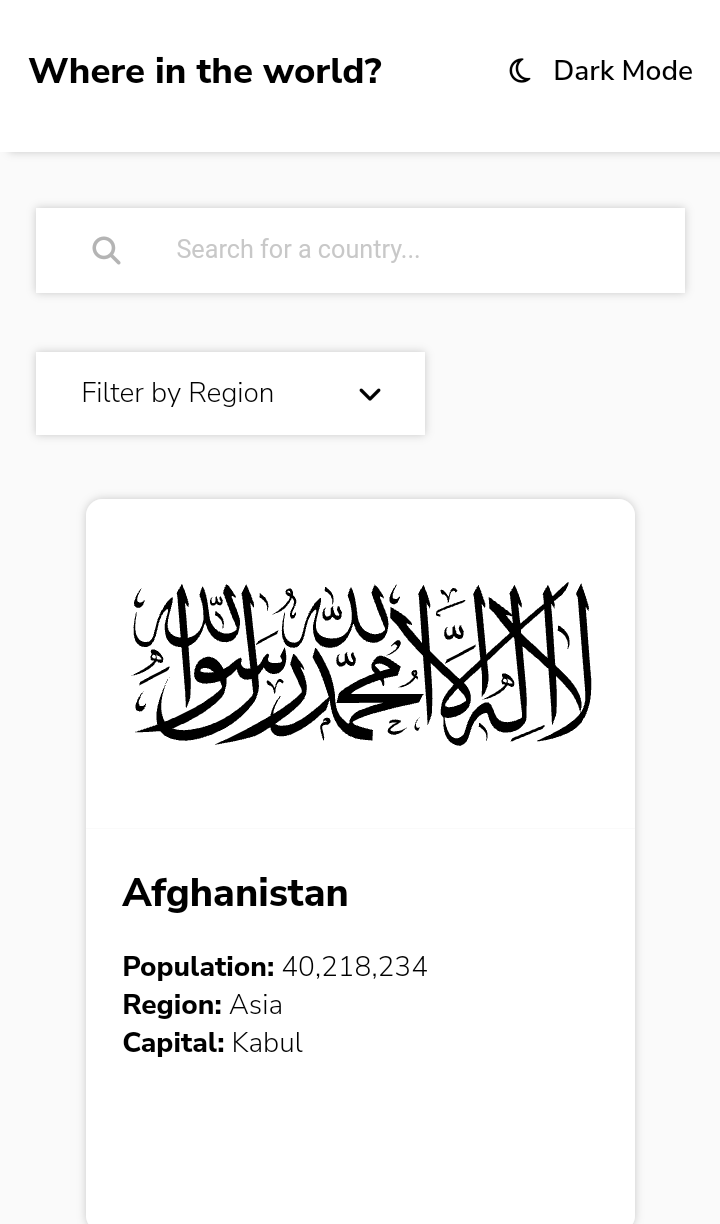 Where in the world?
Dark Mode
Search for a country...
Filter by Region
لا إله إلا الله محمد رسول الله
Afghanistan
Population: 40,218,234
Region: Asia
Capital: Kabul